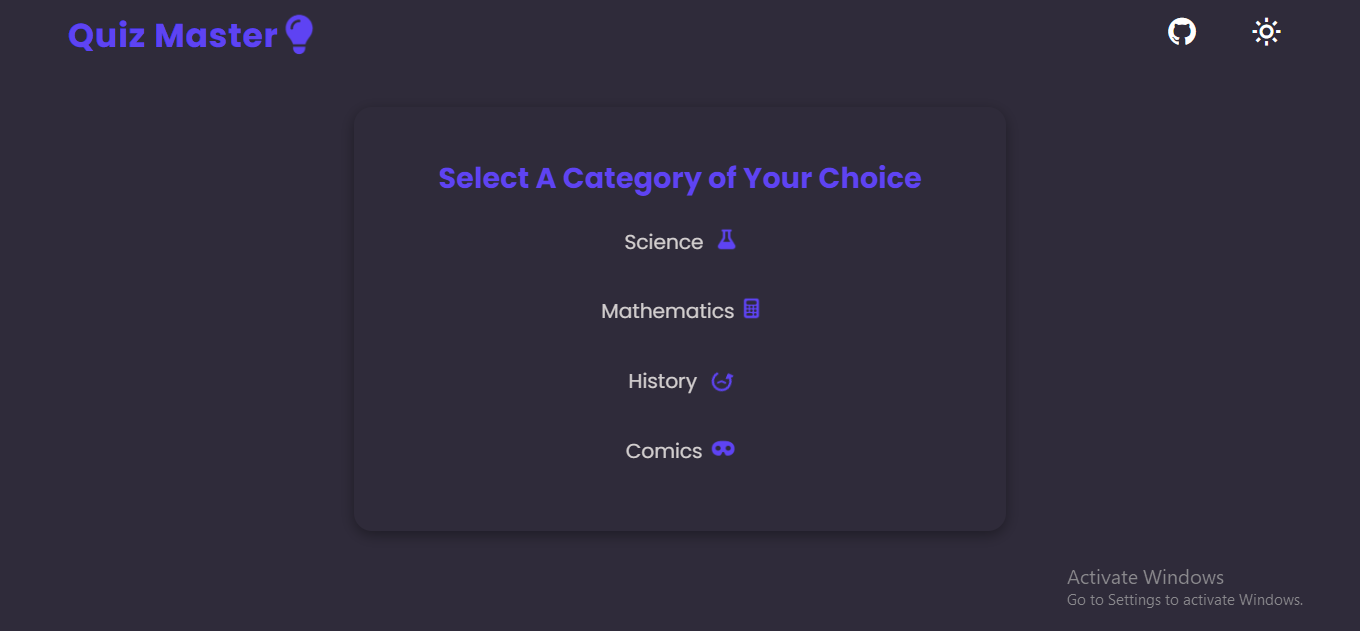 Quiz Master
Select A Category of Your Choice
Science
Mathematics
History
Comics
Activate Windows
Go to Settings to activate Windows.